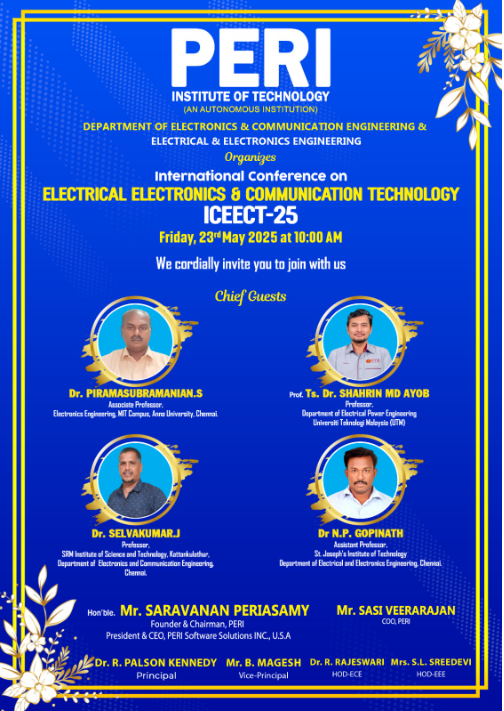 PERI
INSTITUTE OF TECHNOLOGY
(AN AUTONOMOUS INSTITUTION)
DEPARTMENT OF ELECTRONICS & COMMUNICATION ENGINEERING &
ELECTRICAL & ELECTRONICS ENGINEERING
Organizes
International Conference on
ELECTRICAL ELECTRONICS & COMMUNICATION TECHNOLOGY
ICEECT-25
Friday, 23rd May 2025 at 10:00 AM
We cordially invite you to join with us
Chief Guests
Dr. PIRAMASUBRAMANIAN.S
Associate Professor,
Electronics Engineering, MIT Campus, Anna University, Chennai.
Prof. Ts. Dr. SHAHRIN MD AYOB
Professor,
Department of Electrical Power Engineering
Universiti Teknologi Malaysia (UTM)
Dr. SELVAKUMAR.J
Professor,
SRM Institute of Science and Technology, Kattankulathur,
Department of Electronics and Communication Engineering,
Chennai.
Dr N.P. GOPINATH
Assistant Professor,
St. Joseph's Institute of Technology
Department of Electrical and Electronics Engineering, Chennai.
Hon'ble. Mr. SARAVANAN PERIASAMY
Founder & Chairman, PERI
President & CEO, PERI Software Solutions INC., U.S.A
Mr. SASI VEERARAJAN
COO, PERI
Dr. R. PALSON KENNEDY
Principal
Mr. B. MAGESH
Vice-Principal
Dr. R. RAJESWARI
HOD-ECE
Mrs. S.L. SREEDEVI
HOD-EEE